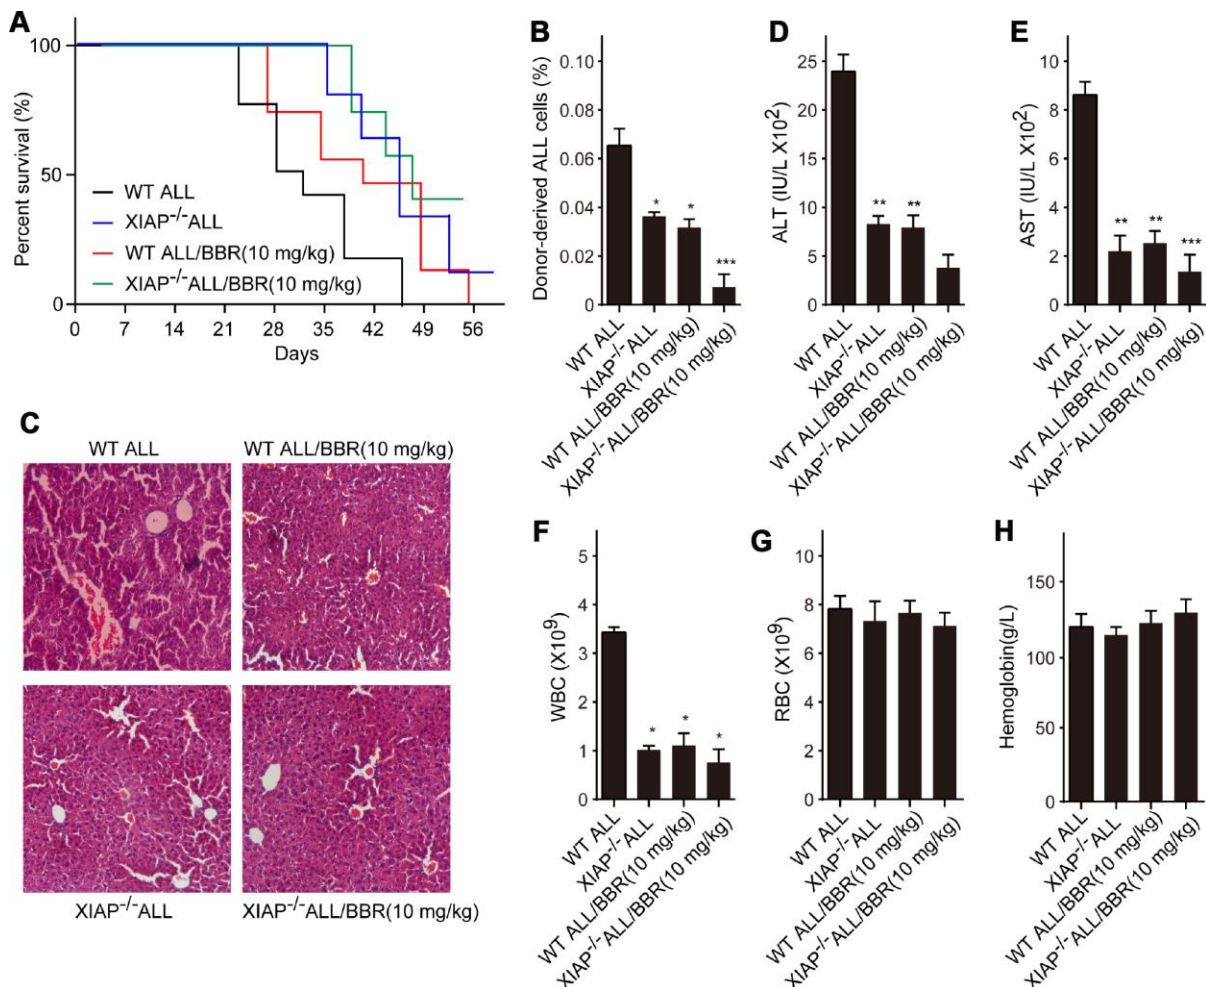 A
Percent survival (%)
100
50
0
WT ALL
XIAP-/-ALL
WT ALL/BBR(10 mg/kg)
XIAP-/-ALL/BBR(10 mg/kg)
0 7 14 21 28 35 42 49 56
Days
B
Donor-derived ALL cells (%)
0.10
0.06
0.04
0.02
0
* * ***
WT ALL
XIAP-/-ALL
WT ALL/BBR(10 mg/kg)
XIAP-/-ALL/BBR(10 mg/kg)
D
ALT (IU/L X10²)
25
20
15
10
5
0
** **
WT ALL
XIAP-/-ALL
WT ALL/BBR(10 mg/kg)
XIAP-/-ALL/BBR(10 mg/kg)
E
AST (IU/L X10²)
10
8
6
4
2
0
** ** ***
WT ALL
XIAP-/-ALL
WT ALL/BBR(10 mg/kg)
XIAP-/-ALL/BBR(10 mg/kg)
C
WT ALL
WT ALL/BBR(10 mg/kg)
XIAP-/-ALL
XIAP-/-ALL/BBR(10 mg/kg)
F
WBC (X10⁹)
5
4
3
2
1
0
* * *
WT ALL
XIAP-/-ALL
WT ALL/BBR(10 mg/kg)
XIAP-/-ALL/BBR(10 mg/kg)
G
RBC (X10⁹)
10
8
6
4
2
0
WT ALL
XIAP-/-ALL
WT ALL/BBR(10 mg/kg)
XIAP-/-ALL/BBR(10 mg/kg)
H
Hemoglobin(g/L)
150
100
50
0
WT ALL
XIAP-/-ALL
WT ALL/BBR(10 mg/kg)
XIAP-/-ALL/BBR(10 mg/kg)